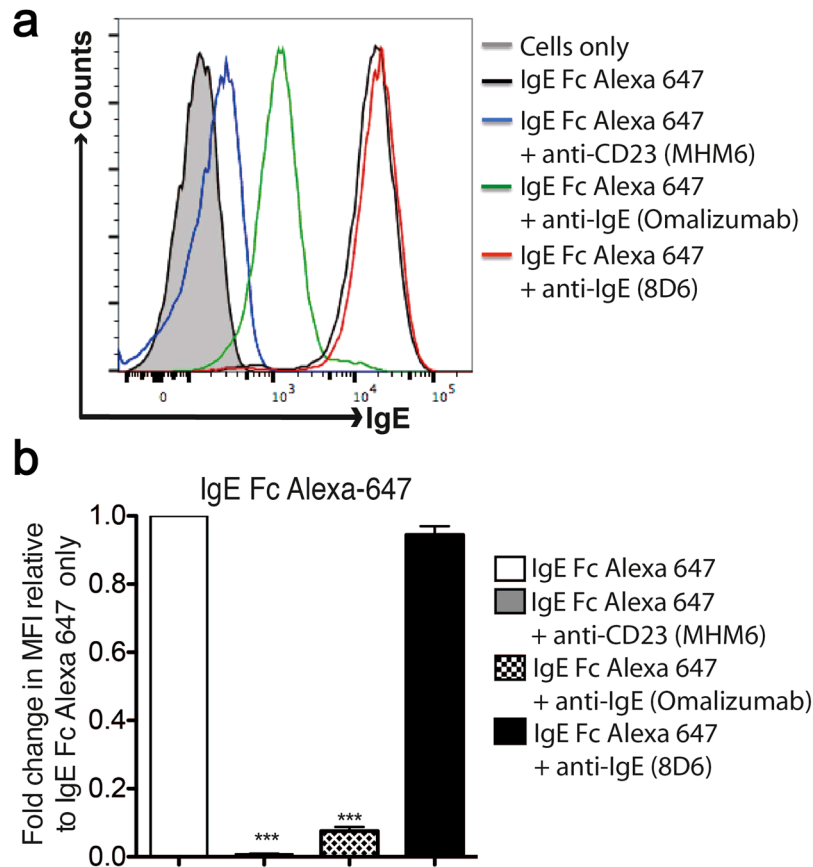 a
Counts
0
10³
10⁴
10⁵
IgE
Cells only
IgE Fc Alexa 647
IgE Fc Alexa 647
+ anti-CD23 (MHM6)
IgE Fc Alexa 647
+ anti-IgE (Omalizumab)
IgE Fc Alexa 647
+ anti-IgE (8D6)
b
IgE Fc Alexa-647
Fold change in MFI relative
to IgE Fc Alexa 647 only
1.0
0.8
0.6
0.4
0.2
0.0
***
***
IgE Fc Alexa 647
IgE Fc Alexa 647
+ anti-CD23 (MHM6)
IgE Fc Alexa 647
+ anti-IgE (Omalizumab)
IgE Fc Alexa 647
+ anti-IgE (8D6)